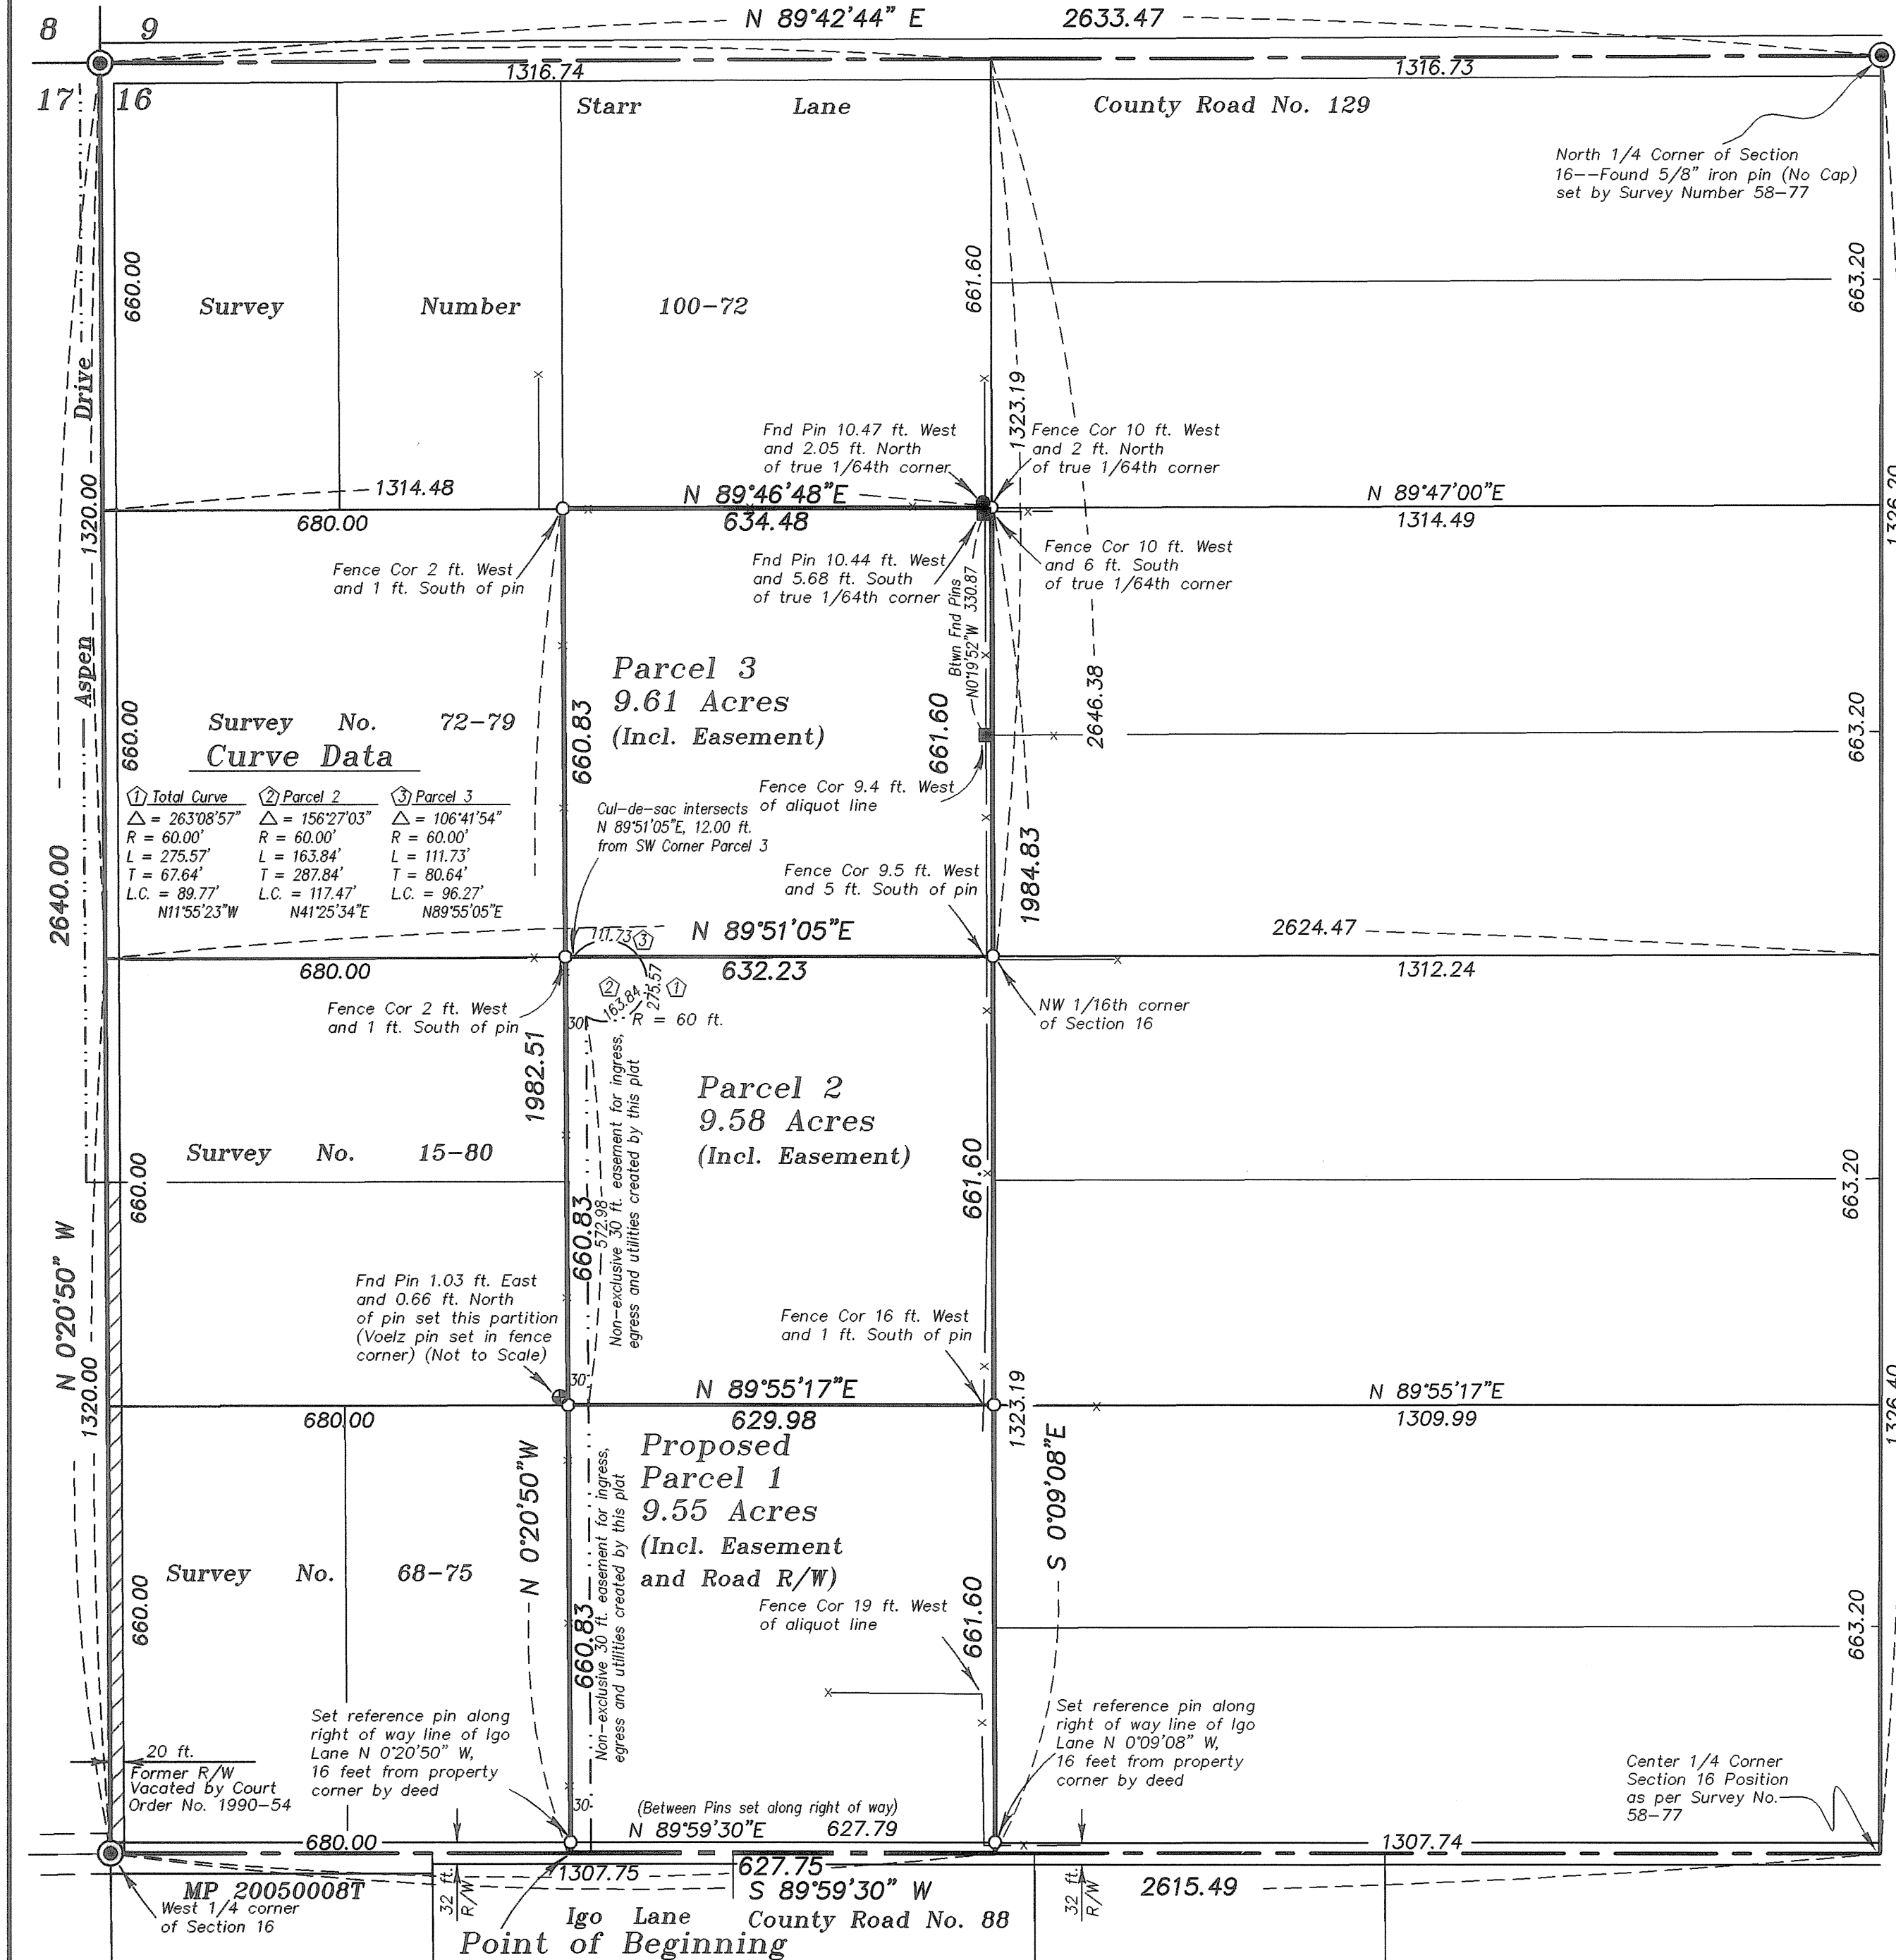 8 9
N 89°42'44" E 2633.47
1316.74 1316.73
17 16
Starr Lane County Road No. 129
North 1/4 Corner of Section
16--Found 5/8" iron pin (No Cap)
set by Survey Number 58-77
660.00
661.60
663.20
Survey Number 100-72
Drive
1320.00
1323.19
Fnd Pin 10.47 ft. West
and 2.05 ft. North
of true 1/64th corner
Fence Cor 10 ft. West
and 2 ft. North
of true 1/64th corner
1314.48
N 89°46'48"E
N 89°47'00"E
680.00
634.48
1314.49
1326.20
Fence Cor 2 ft. West
and 1 ft. South of pin
Fnd Pin 10.44 ft. West
and 5.68 ft. South
of true 1/64th corner
Fence Cor 10 ft. West
and 6 ft. South
of true 1/64th corner
Btwn Fnd Pins
N0°19'52"W 330.87
Aspen
Parcel 3
9.61 Acres
(Incl. Easement)
660.00
660.83
661.60
2646.38
663.20
Survey No. 72-79
Curve Data
1 Total Curve
△ = 263°08'57"
R = 60.00'
L = 275.57'
T = 67.64'
L.C. = 89.77'
N11°55'23"W
2 Parcel 2
△ = 156°27'03"
R = 60.00'
L = 163.84'
T = 287.84'
L.C. = 117.47'
N41°25'34"E
3 Parcel 3
△ = 106°41'54"
R = 60.00'
L = 111.73'
T = 80.64'
L.C. = 96.27'
N89°55'05"E
Fence Cor 9.4 ft. West
of aliquot line
Cul-de-sac intersects
N 89°51'05"E, 12.00 ft.
from SW Corner Parcel 3
Fence Cor 9.5 ft. West
and 5 ft. South of pin
2640.00
1984.83
111.73 3
N 89°51'05"E
2624.47
680.00
632.23
1312.24
Fence Cor 2 ft. West
and 1 ft. South of pin
2 1
163.84
275.57
R = 60 ft.
30
NW 1/16th corner
of Section 16
1982.51
Parcel 2
9.58 Acres
(Incl. Easement)
Non-exclusive 30 ft. easement for ingress,
egress and utilities created by this plat
Survey No. 15-80
660.00
660.83
572.98
661.60
663.20
N 0°20'50" W
1320.00
Fnd Pin 1.03 ft. East
and 0.66 ft. North
of pin set this partition
(Voelz pin set in fence
corner) (Not to Scale)
Fence Cor 16 ft. West
and 1 ft. South of pin
30
N 89°55'17"E
N 89°55'17"E
680.00
629.98
1309.99
1323.19
1326.40
Proposed
Parcel 1
9.55 Acres
(Incl. Easement
and Road R/W)
N 0°20'50"W
S 0°09'08"E
Non-exclusive 30 ft. easement for ingress,
egress and utilities created by this plat
Survey No. 68-75
660.00
660.83
661.60
663.20
Fence Cor 19 ft. West
of aliquot line
Set reference pin along
right of way line of Igo
Lane N 0°20'50" W,
16 feet from property
corner by deed
Set reference pin along
right of way line of Igo
Lane N 0°09'08" W,
16 feet from property
corner by deed
20 ft.
Former R/W
Vacated by Court
Order No. 1990-54
Center 1/4 Corner
Section 16 Position
as per Survey No.
58-77
30
(Between Pins set along right of way)
N 89°59'30"E 627.79
680.00
1307.74
1307.75
627.75
32 ft.
R/W
32 ft.
R/W
MP 20050008T
S 89°59'30" W
2615.49
West 1/4 corner
of Section 16
Igo Lane County Road No. 88
Point of Beginning